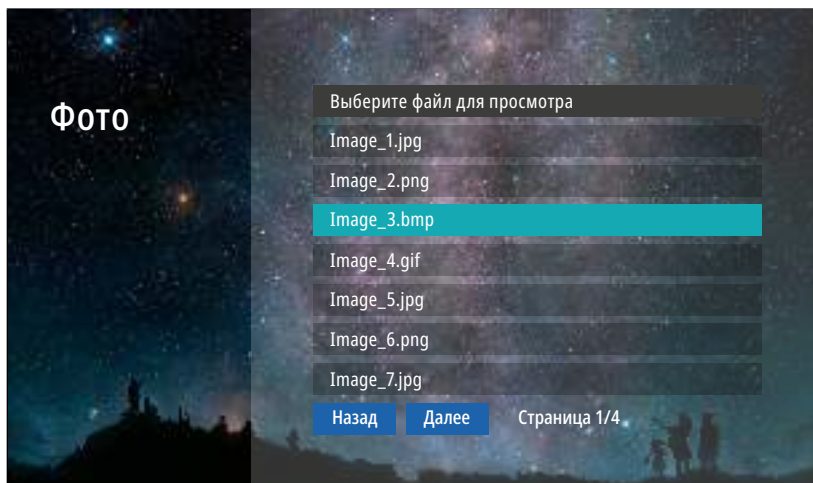 Фото
Выберите файл для просмотра
Image_1.jpg
Image_2.png
Image_3.bmp
Image_4.gif
Image_5.jpg
Image_6.png
Image_7.jpg
Назад Далее Страница 1/4